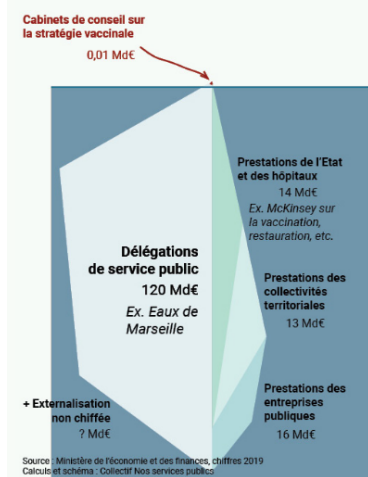 Cabinets de conseil sur
la stratégie vaccinale
0,01 Md€
Prestations de l'Etat
et des hôpitaux
14 Md€
Ex. McKinsey sur
la vaccination,
restauration, etc.
Délégations
de service public
120 Md€
Ex. Eaux de
Marseille
Prestations des
collectivités
territoriales
13 Md€
Prestations des
entreprises
publiques
16 Md€
+ Externalisation
non chiffée
? Md€
Source : Ministère de l'économie et des finances, chiffres 2019
Calculs et schéma : Collectif Nos services publics